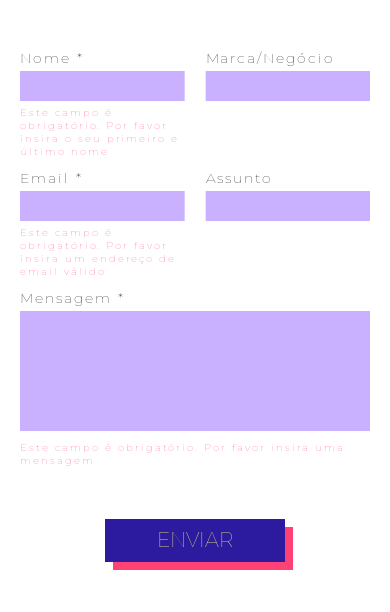 Nome *
Marca/Negócio
Este campo é
obrigatório. Por favor
insira o seu primeiro e
último nome
Email *
Assunto
Este campo é
obrigatório. Por favor
insira um endereço de
email válido
Mensagem *
Este campo é obrigatório. Por favor insira uma
mensagem
ENVIAR